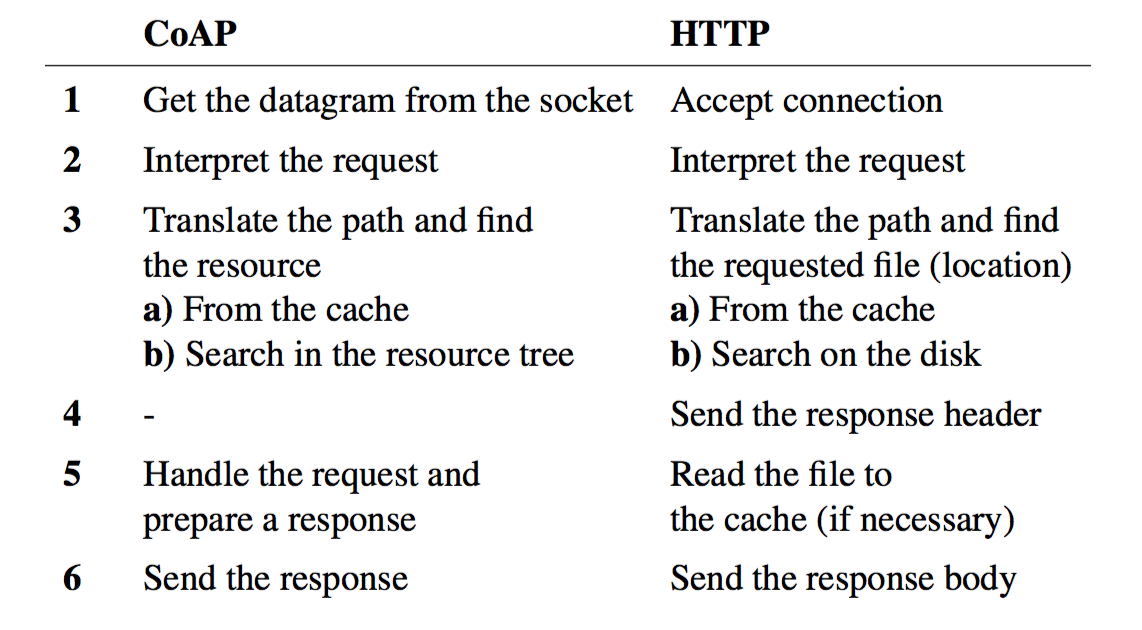 CoAP HTTP
1 Get the datagram from the socket Accept connection
2 Interpret the request Interpret the request
3 Translate the path and find Translate the path and find
the resource the requested file (location)
a) From the cache a) From the cache
b) Search in the resource tree b) Search on the disk
4 - Send the response header
5 Handle the request and Read the file to
prepare a response the cache (if necessary)
6 Send the response Send the response body